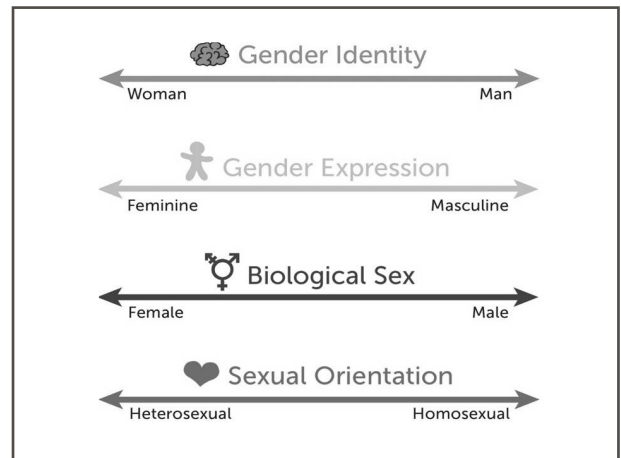 Gender Identity
Woman Man
Gender Expression
Feminine Masculine
Biological Sex
Female Male
Sexual Orientation
Heterosexual Homosexual